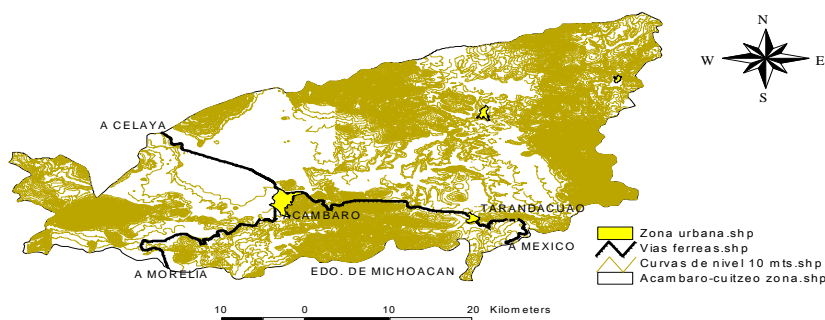 N
W E
S
A CELAYA
ACAMBARO
TARANDACUAO
A MEXICO
A MORELIA
EDO. DE MICHOACAN
Zona urbana.shp
Vias ferreas.shp
Curvas de nivel 10 mts.shp
Acambaro-cuitzeo zona.shp
10 0 10 20 Kilometers